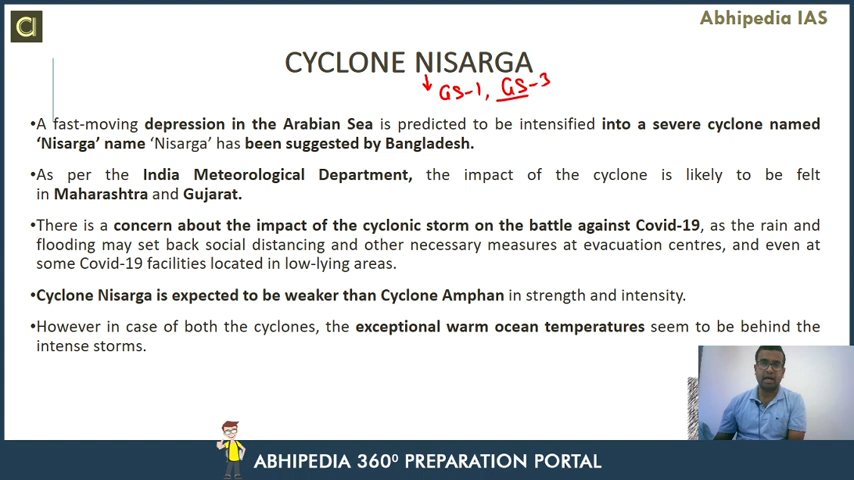 Abhipedia IAS
CYCLONE NISARGA
GS-1, GS-3
•A fast-moving depression in the Arabian Sea is predicted to be intensified into a severe cyclone named
‘Nisarga’ name ‘Nisarga’ has been suggested by Bangladesh.
•As per the India Meteorological Department, the impact of the cyclone is likely to be felt
in Maharashtra and Gujarat.
•There is a concern about the impact of the cyclonic storm on the battle against Covid-19, as the rain and
flooding may set back social distancing and other necessary measures at evacuation centres, and even at
some Covid-19 facilities located in low-lying areas.
•Cyclone Nisarga is expected to be weaker than Cyclone Amphan in strength and intensity.
•However in case of both the cyclones, the exceptional warm ocean temperatures seem to be behind the
intense storms.
ABHIPEDIA 360⁰ PREPARATION PORTAL